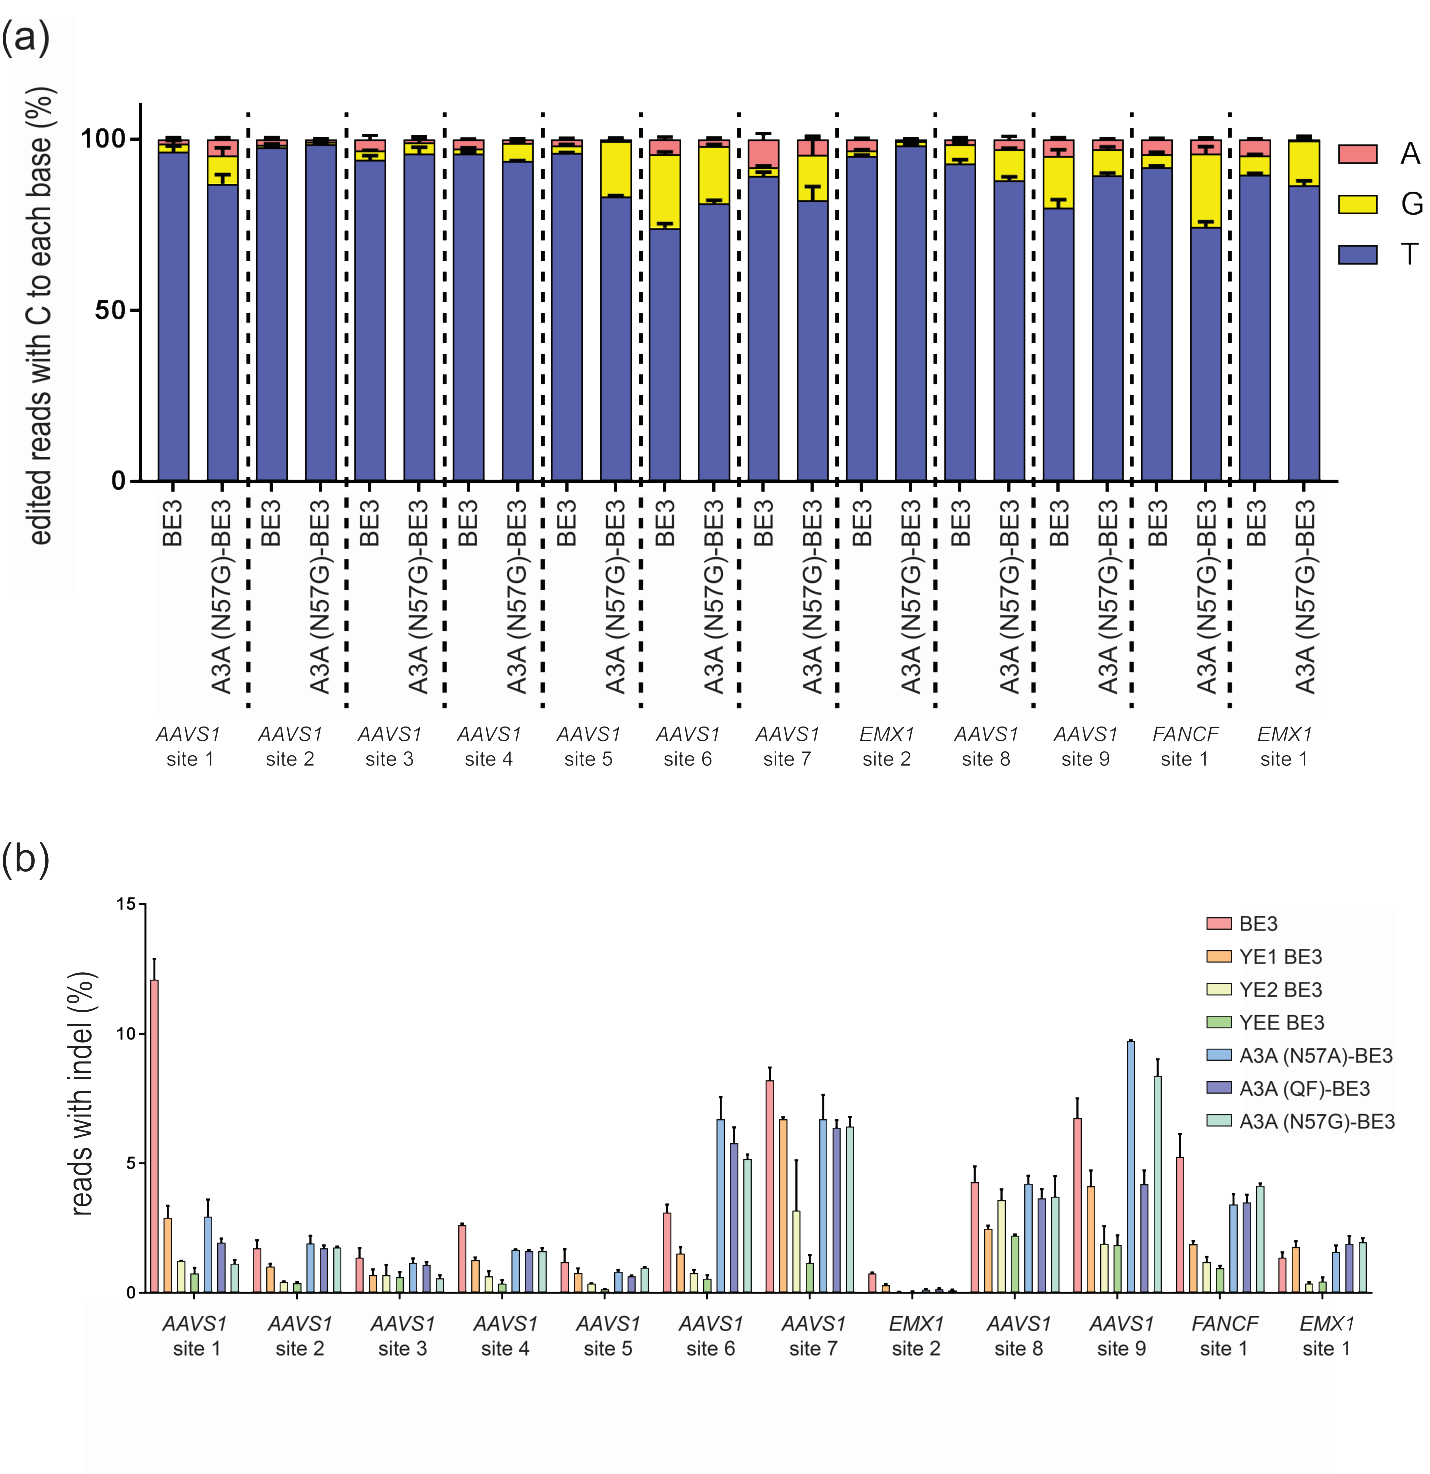 (a)
edited reads with C to each base (%)
100
50
0
A
G
T
BE3
A3A (N57G)-BE3
BE3
A3A (N57G)-BE3
BE3
A3A (N57G)-BE3
BE3
A3A (N57G)-BE3
BE3
A3A (N57G)-BE3
BE3
A3A (N57G)-BE3
BE3
A3A (N57G)-BE3
BE3
A3A (N57G)-BE3
BE3
A3A (N57G)-BE3
BE3
A3A (N57G)-BE3
BE3
A3A (N57G)-BE3
BE3
A3A (N57G)-BE3
AAVS1 site 1
AAVS1 site 2
AAVS1 site 3
AAVS1 site 4
AAVS1 site 5
AAVS1 site 6
AAVS1 site 7
EMX1 site 2
AAVS1 site 8
AAVS1 site 9
FANCF site 1
EMX1 site 1
(b)
reads with indel (%)
15
10
5
0
BE3
YE1 BE3
YE2 BE3
YEE BE3
A3A (N57A)-BE3
A3A (QF)-BE3
A3A (N57G)-BE3
AAVS1 site 1
AAVS1 site 2
AAVS1 site 3
AAVS1 site 4
AAVS1 site 5
AAVS1 site 6
AAVS1 site 7
EMX1 site 2
AAVS1 site 8
AAVS1 site 9
FANCF site 1
EMX1 site 1